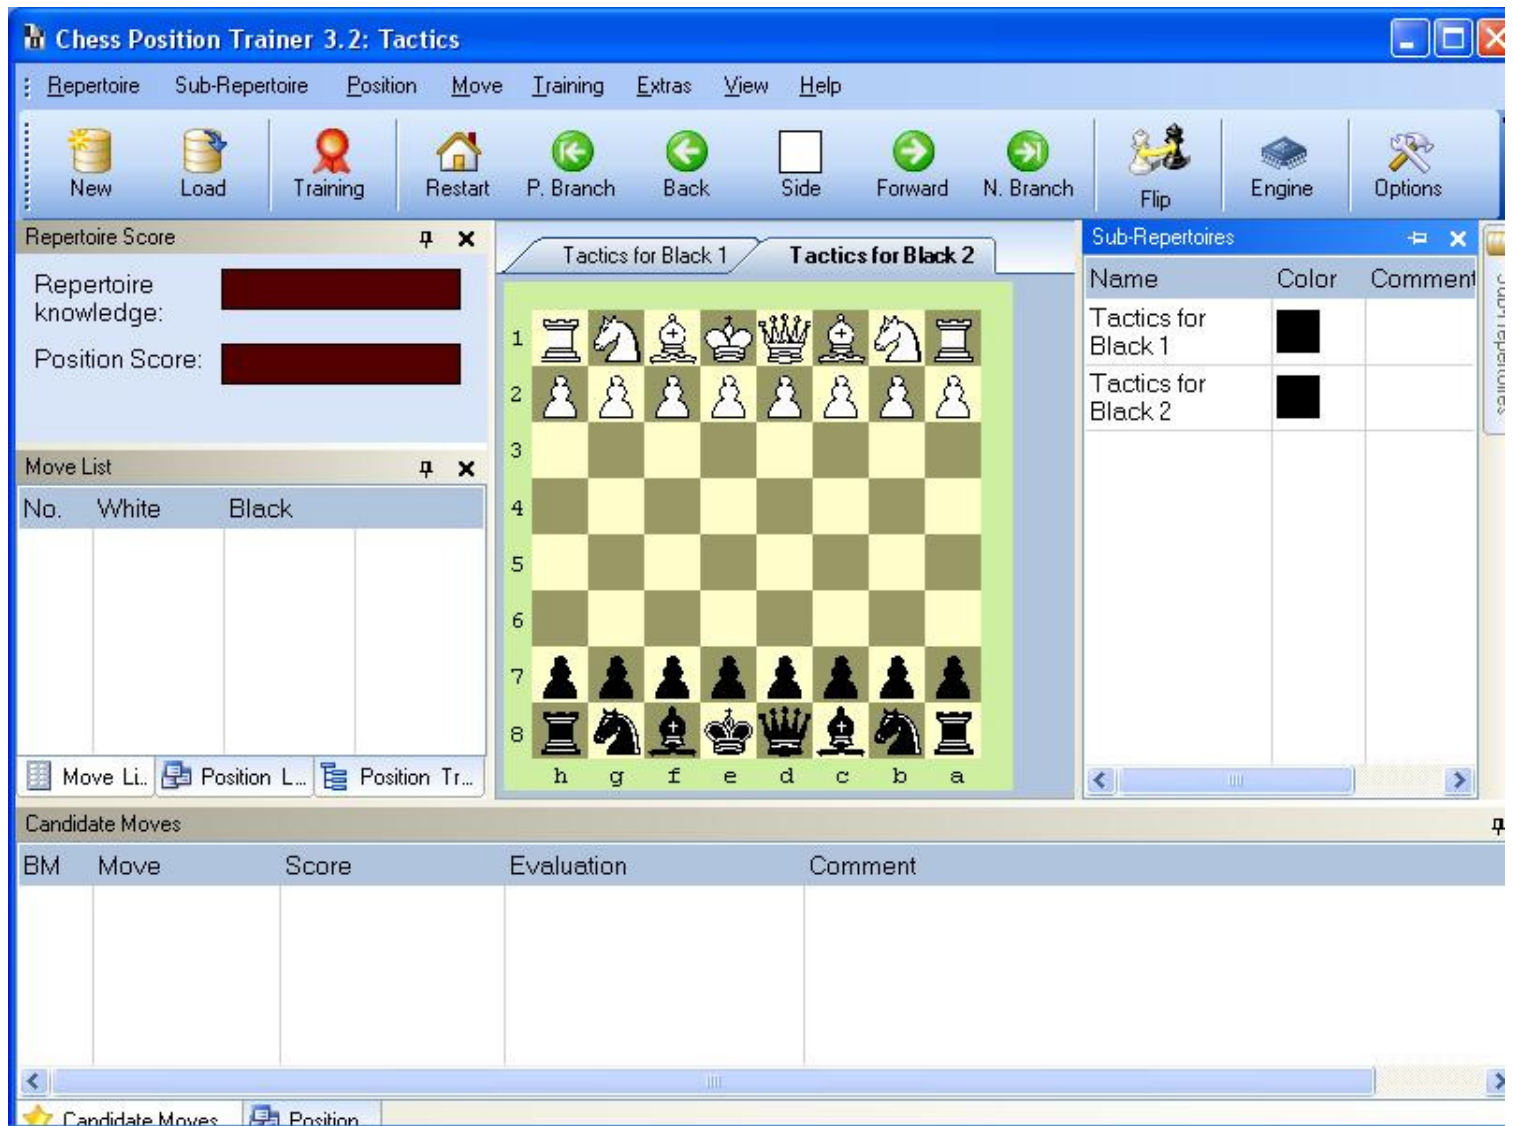 Chess Position Trainer 3.2: Tactics
Repertoire Sub-Repertoire Position Move Training Extras View Help
New Load Training Restart P. Branch Back Side Forward N. Branch Flip Engine Options
Repertoire Score
Repertoire
knowledge:
Position Score:
Move List
No. White Black
Move Li.. Position L... Position Tr...
Tactics for Black 1 Tactics for Black 2
1
2
3
4
5
6
7
8
h g f e d c b a
Sub-Repertoires
Name Color Comment
Tactics for
Black 1
Tactics for
Black 2
Candidate Moves
BM Move Score Evaluation Comment
Candidate Moves Position